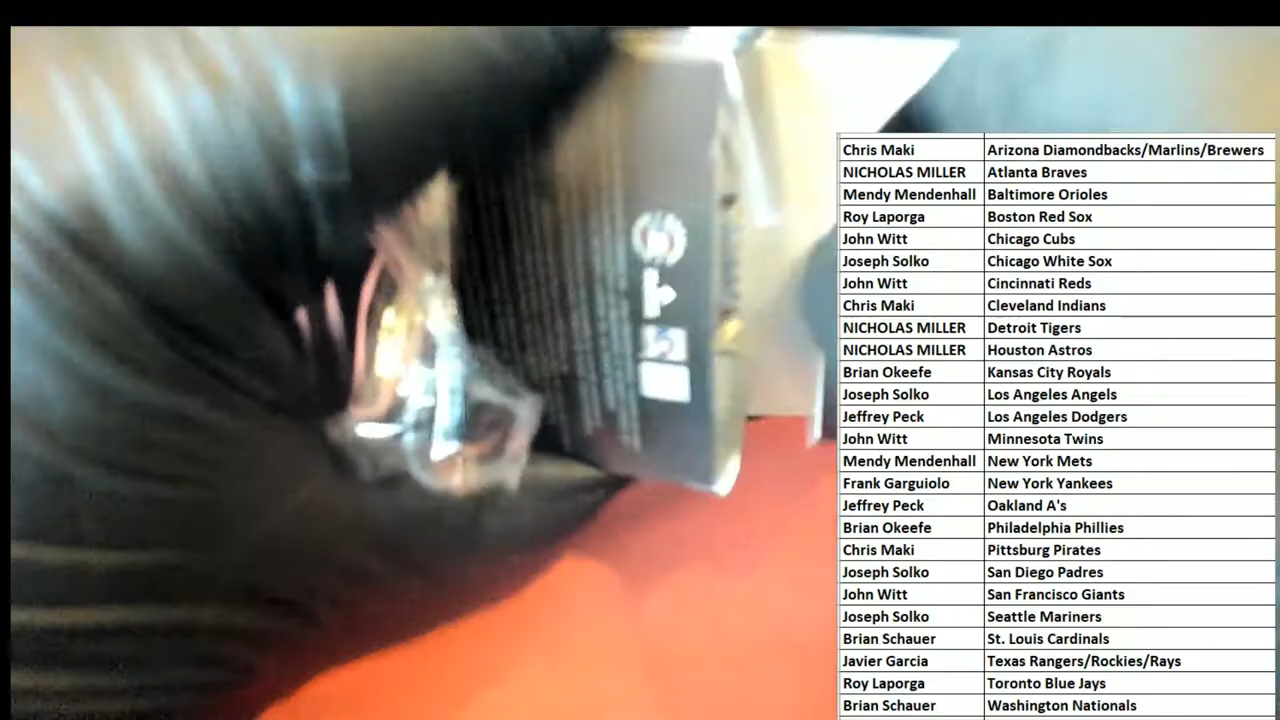 Chris Maki Arizona Diamondbacks/Marlins/Brewers
NICHOLAS MILLER Atlanta Braves
Mendy Mendenhall Baltimore Orioles
Roy Laporga Boston Red Sox
John Witt Chicago Cubs
Joseph Solko Chicago White Sox
John Witt Cincinnati Reds
Chris Maki Cleveland Indians
NICHOLAS MILLER Detroit Tigers
NICHOLAS MILLER Houston Astros
Brian Okeefe Kansas City Royals
Joseph Solko Los Angeles Angels
Jeffrey Peck Los Angeles Dodgers
John Witt Minnesota Twins
Mendy Mendenhall New York Mets
Frank Garguiolo New York Yankees
Jeffrey Peck Oakland A's
Brian Okeefe Philadelphia Phillies
Chris Maki Pittsburg Pirates
Joseph Solko San Diego Padres
John Witt San Francisco Giants
Joseph Solko Seattle Mariners
Brian Schauer St. Louis Cardinals
Javier Garcia Texas Rangers/Rockies/Rays
Roy Laporga Toronto Blue Jays
Brian Schauer Washington Nationals